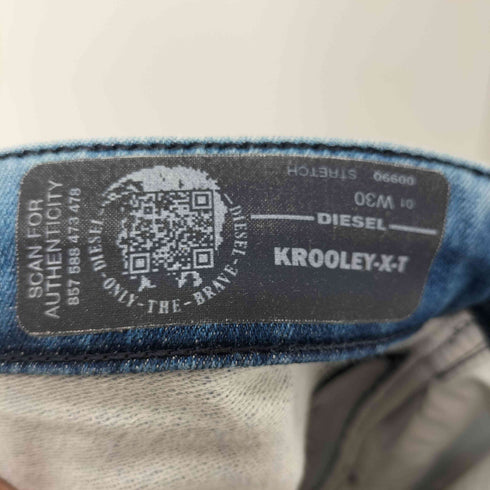 SCAN FOR
AUTHENTICITY
857 588 473 478
DIESEL
ONLY-THE-BRAVE
DIESEL
00990
STRETCH
01 W30
DIESEL
KROOLEY-X-T